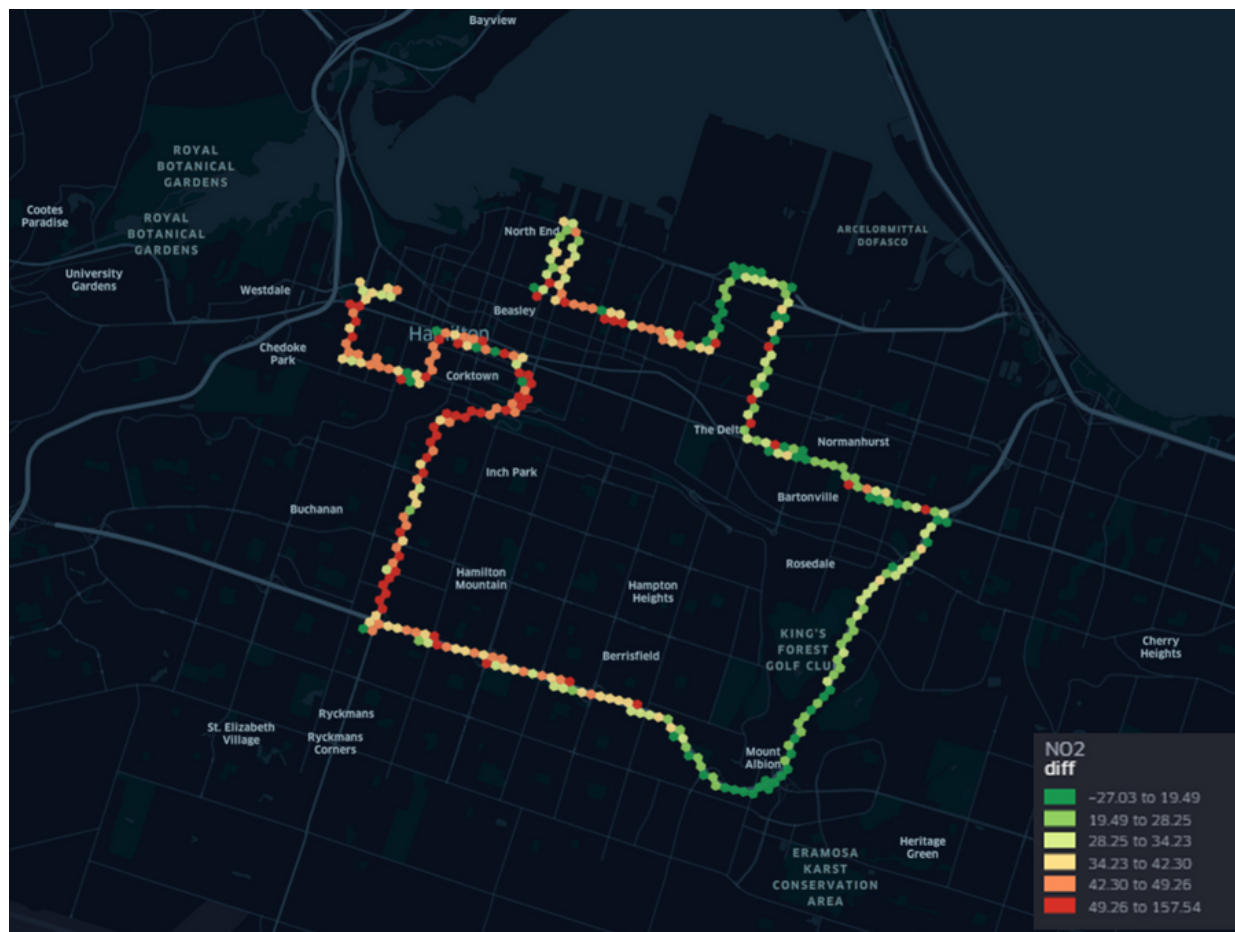 Bayview
ROYAL
BOTANICAL
GARDENS
Cootes
Paradise
ROYAL
BOTANICAL
GARDENS
North End
ARCELORMITTAL
DOFASCO
University
Gardens
Westdale
Beasley
Hamilton
Chedoke
Park
Corktown
The Delta
Normanhurst
Inch Park
Bartonville
Buchanan
Rosedale
Hamilton
Mountain
Hampton
Heights
KING'S
FOREST
GOLF CLUB
Cherry
Heights
Berrisfield
Ryckmans
St. Elizabeth
Village
Ryckmans
Corners
Mount
Albion
NO2
diff
-27.03 to 19.49
19.49 to 28.25
28.25 to 34.23
34.23 to 42.30
42.30 to 49.26
49.26 to 157.54
Heritage
Green
ERAMOSA
KARST
CONSERVATION
AREA